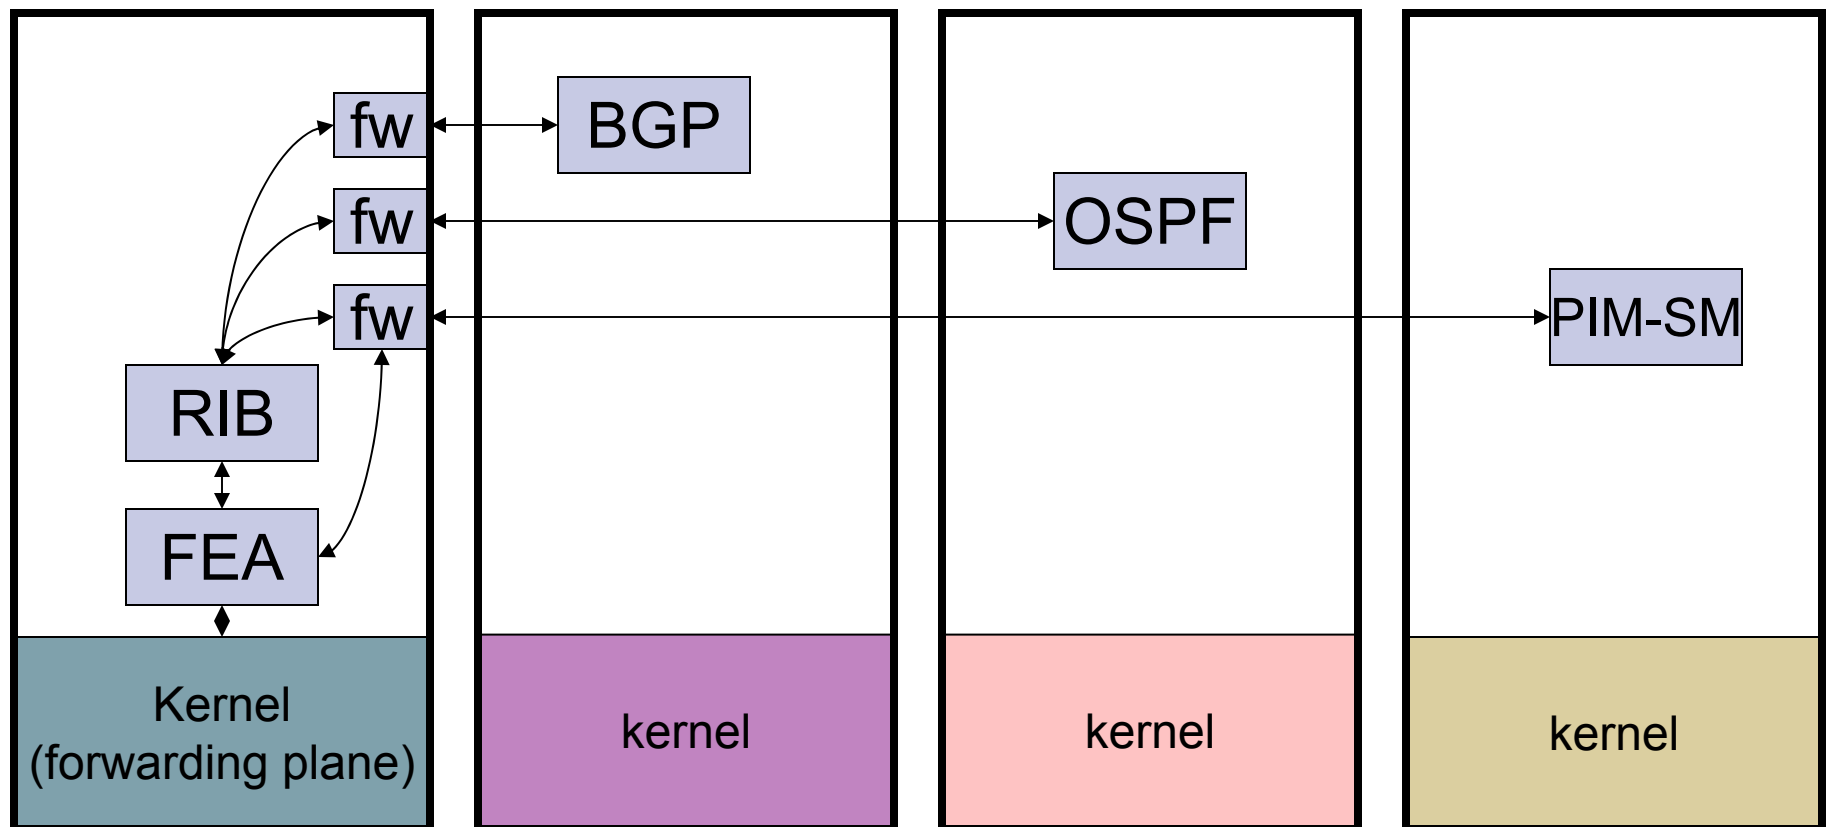 fw
BGP
fw
OSPF
fw
PIM-SM
RIB
FEA
Kernel
(forwarding plane)
kernel
kernel
kernel